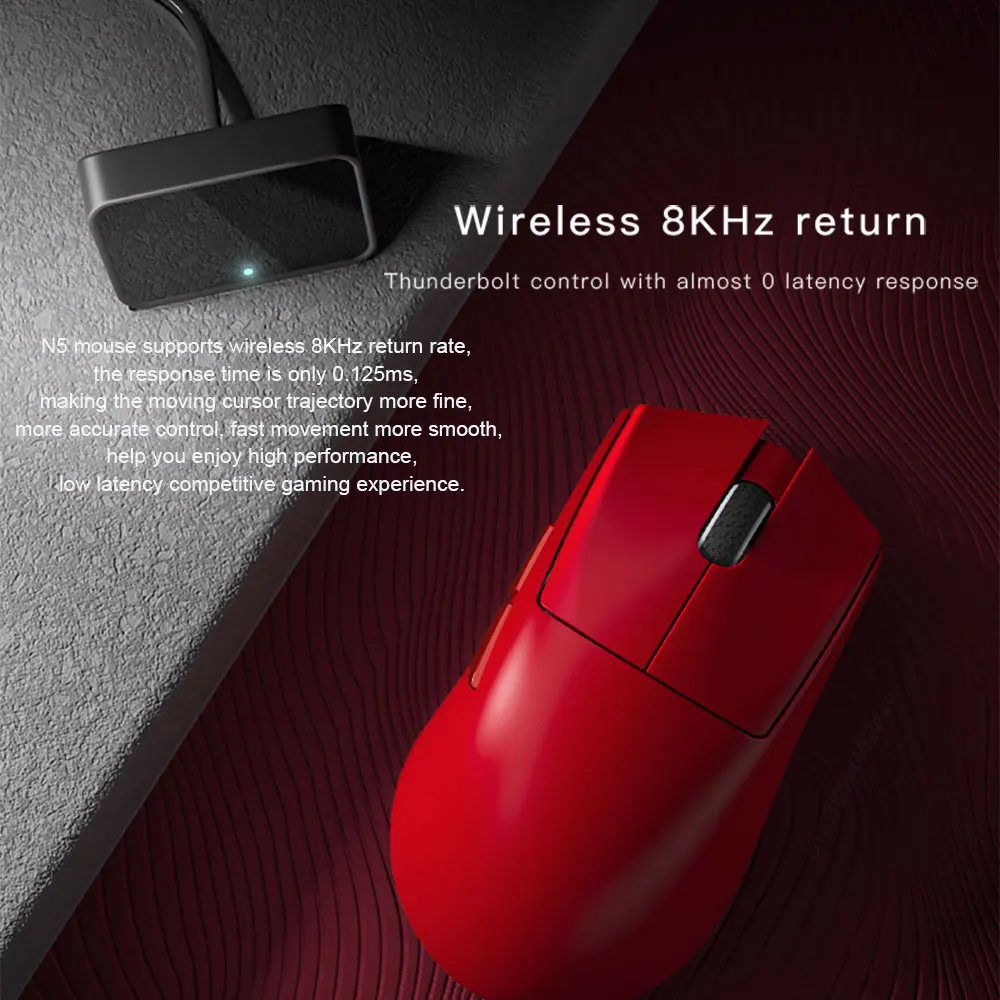 Wireless 8KHz return
Thunderbolt control with almost 0 latency response
N5 mouse supports wireless 8KHz return rate,
the response time is only 0.125ms,
making the moving cursor trajectory more fine,
more accurate control, fast movement more smooth,
help you enjoy high performance,
low latency competitive gaming experience.